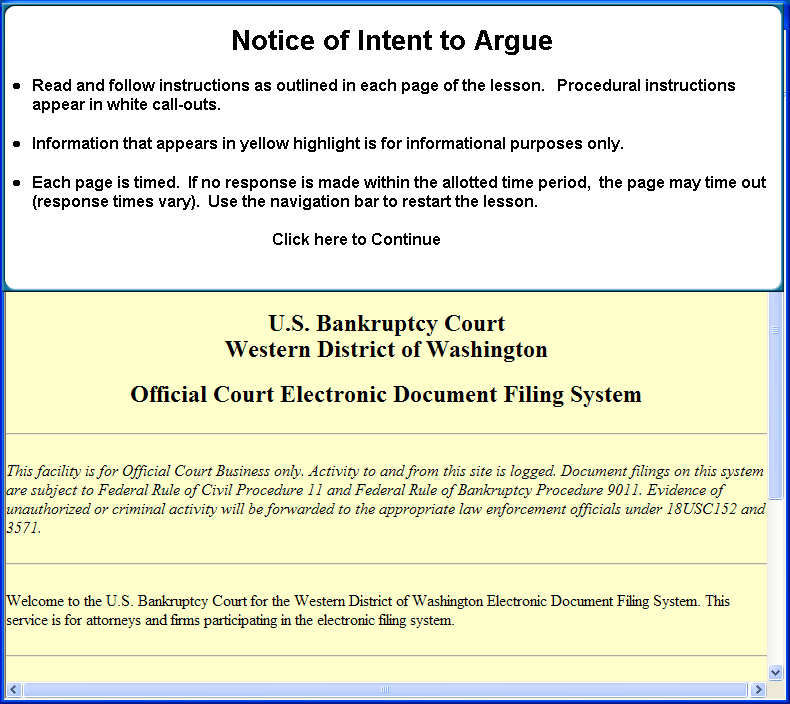 Notice of Intent to Argue
Read and follow instructions as outlined in each page of the lesson.  Procedural instructions
appear in white call-outs.
Information that appears in yellow highlight is for informational purposes only.
Each page is timed.  If no response is made within the allotted time period,  the page may time out
(response times vary).  Use the navigation bar to restart the lesson.
Click here to Continue
U.S. Bankruptcy Court
Western District of Washington
Official Court Electronic Document Filing System
This facility is for Official Court Business only. Activity to and from this site is logged. Document filings on this system
are subject to Federal Rule of Civil Procedure 11 and Federal Rule of Bankruptcy Procedure 9011. Evidence of
unauthorized or criminal activity will be forwarded to the appropriate law enforcement officials under 18USC152 and
3571.
Welcome to the U.S. Bankruptcy Court for the Western District of Washington Electronic Document Filing System. This
service is for attorneys and firms participating in the electronic filing system.